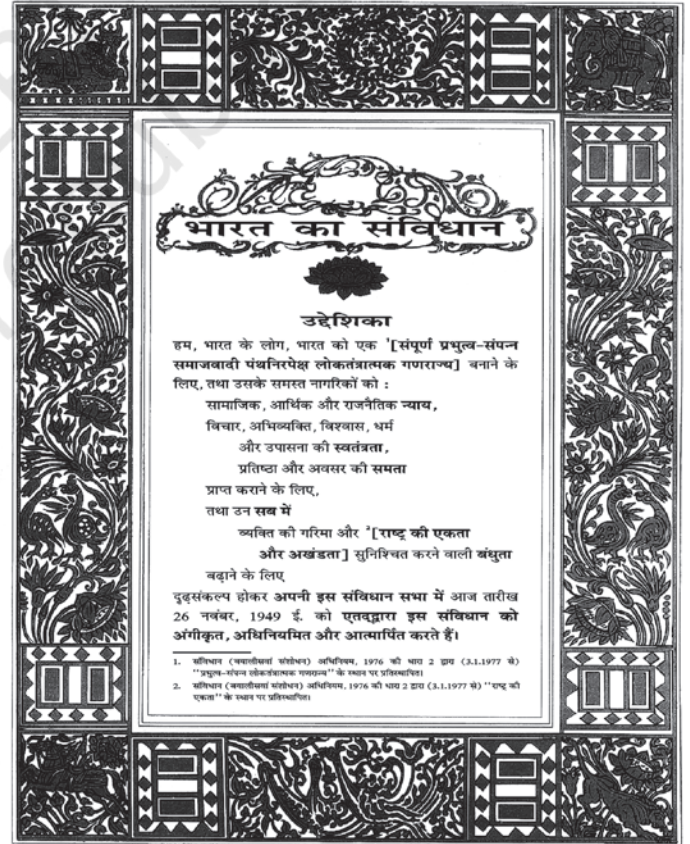 भारत का संविधान
उद्देशिका
हम, भारत के लोग, भारत को एक ¹[संपूर्ण प्रभुत्व-संपन्न
समाजवादी पंथनिरपेक्ष लोकतंत्रात्मक गणराज्य] बनाने के
लिए, तथा उसके समस्त नागरिकों को :
सामाजिक, आर्थिक और राजनैतिक न्याय,
विचार, अभिव्यक्ति, विश्वास, धर्म
और उपासना की स्वतंत्रता,
प्रतिष्ठा और अवसर की समता
प्राप्त कराने के लिए,
तथा उन सब में
व्यक्ति की गरिमा और ²[राष्ट्र की एकता
और अखंडता] सुनिश्चित करने वाली बंधुता
बढ़ाने के लिए
दृढ़संकल्प होकर अपनी इस संविधान सभा में आज तारीख
26 नवंबर, 1949 ई. को एतद्द्वारा इस संविधान को
अंगीकृत, अधिनियमित और आत्मार्पित करते हैं।
1. संविधान (बयालीसवां संशोधन) अधिनियम, 1976 की धारा 2 द्वारा (3.1.1977 से)
''प्रभुत्व-संपन्न लोकतंत्रात्मक गणराज्य'' के स्थान पर प्रतिस्थापित।
2. संविधान (बयालीसवां संशोधन) अधिनियम, 1976 की धारा 2 द्वारा (3.1.1977 से) ''राष्ट्र की
एकता'' के स्थान पर प्रतिस्थापित।